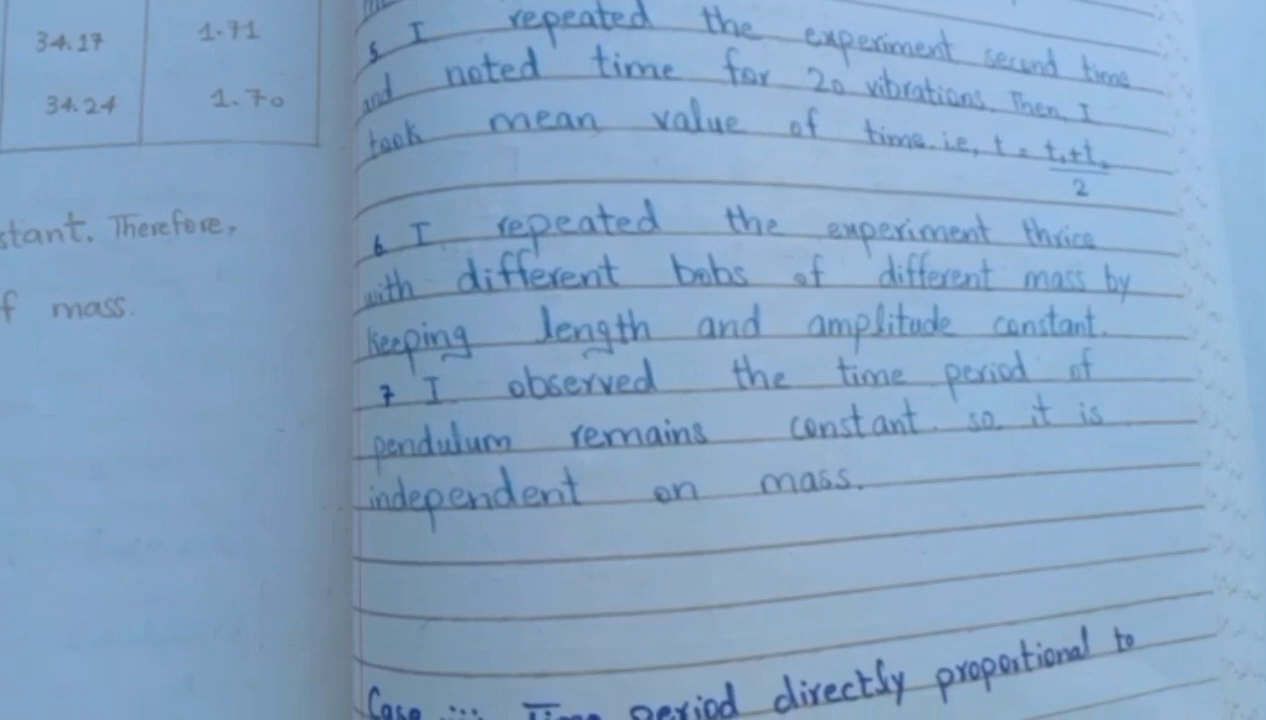 34.17 1.71
34.24 1.70
stant. Therefore,
f mass.
5 I repeated the experiment second time
and noted time for 20 vibrations. Then, I
took mean value of time. i.e, t = t₁+t₂
2
6 I repeated the experiment thrice
with different bobs of different mass by
keeping length and amplitude constant.
7 I observed the time period of
pendulum remains constant so it is
independent on mass.
Case iii Time period directly proportional to